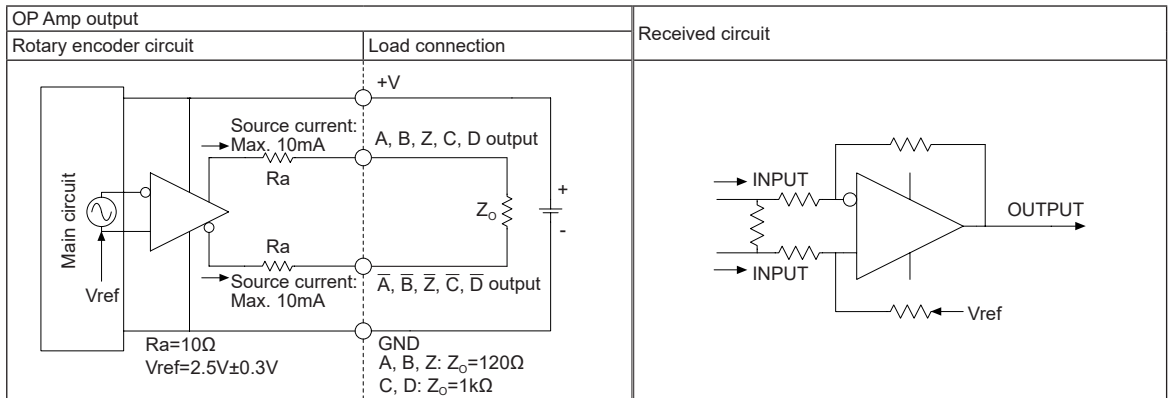 OP Amp output
Rotary encoder circuit
Load connection
Received circuit
+V
Source current:
Max. 10mA
A, B, Z, C, D output
Ra
Main circuit
Vref
Zo
+
-
Ra
Source current:
Max. 10mA
A̅, B̅, Z̅, C̅, D̅ output
Ra=10Ω
Vref=2.5V±0.3V
GND
A, B, Z: Zo=120Ω
C, D: Zo=1kΩ
INPUT
INPUT
OUTPUT
Vref